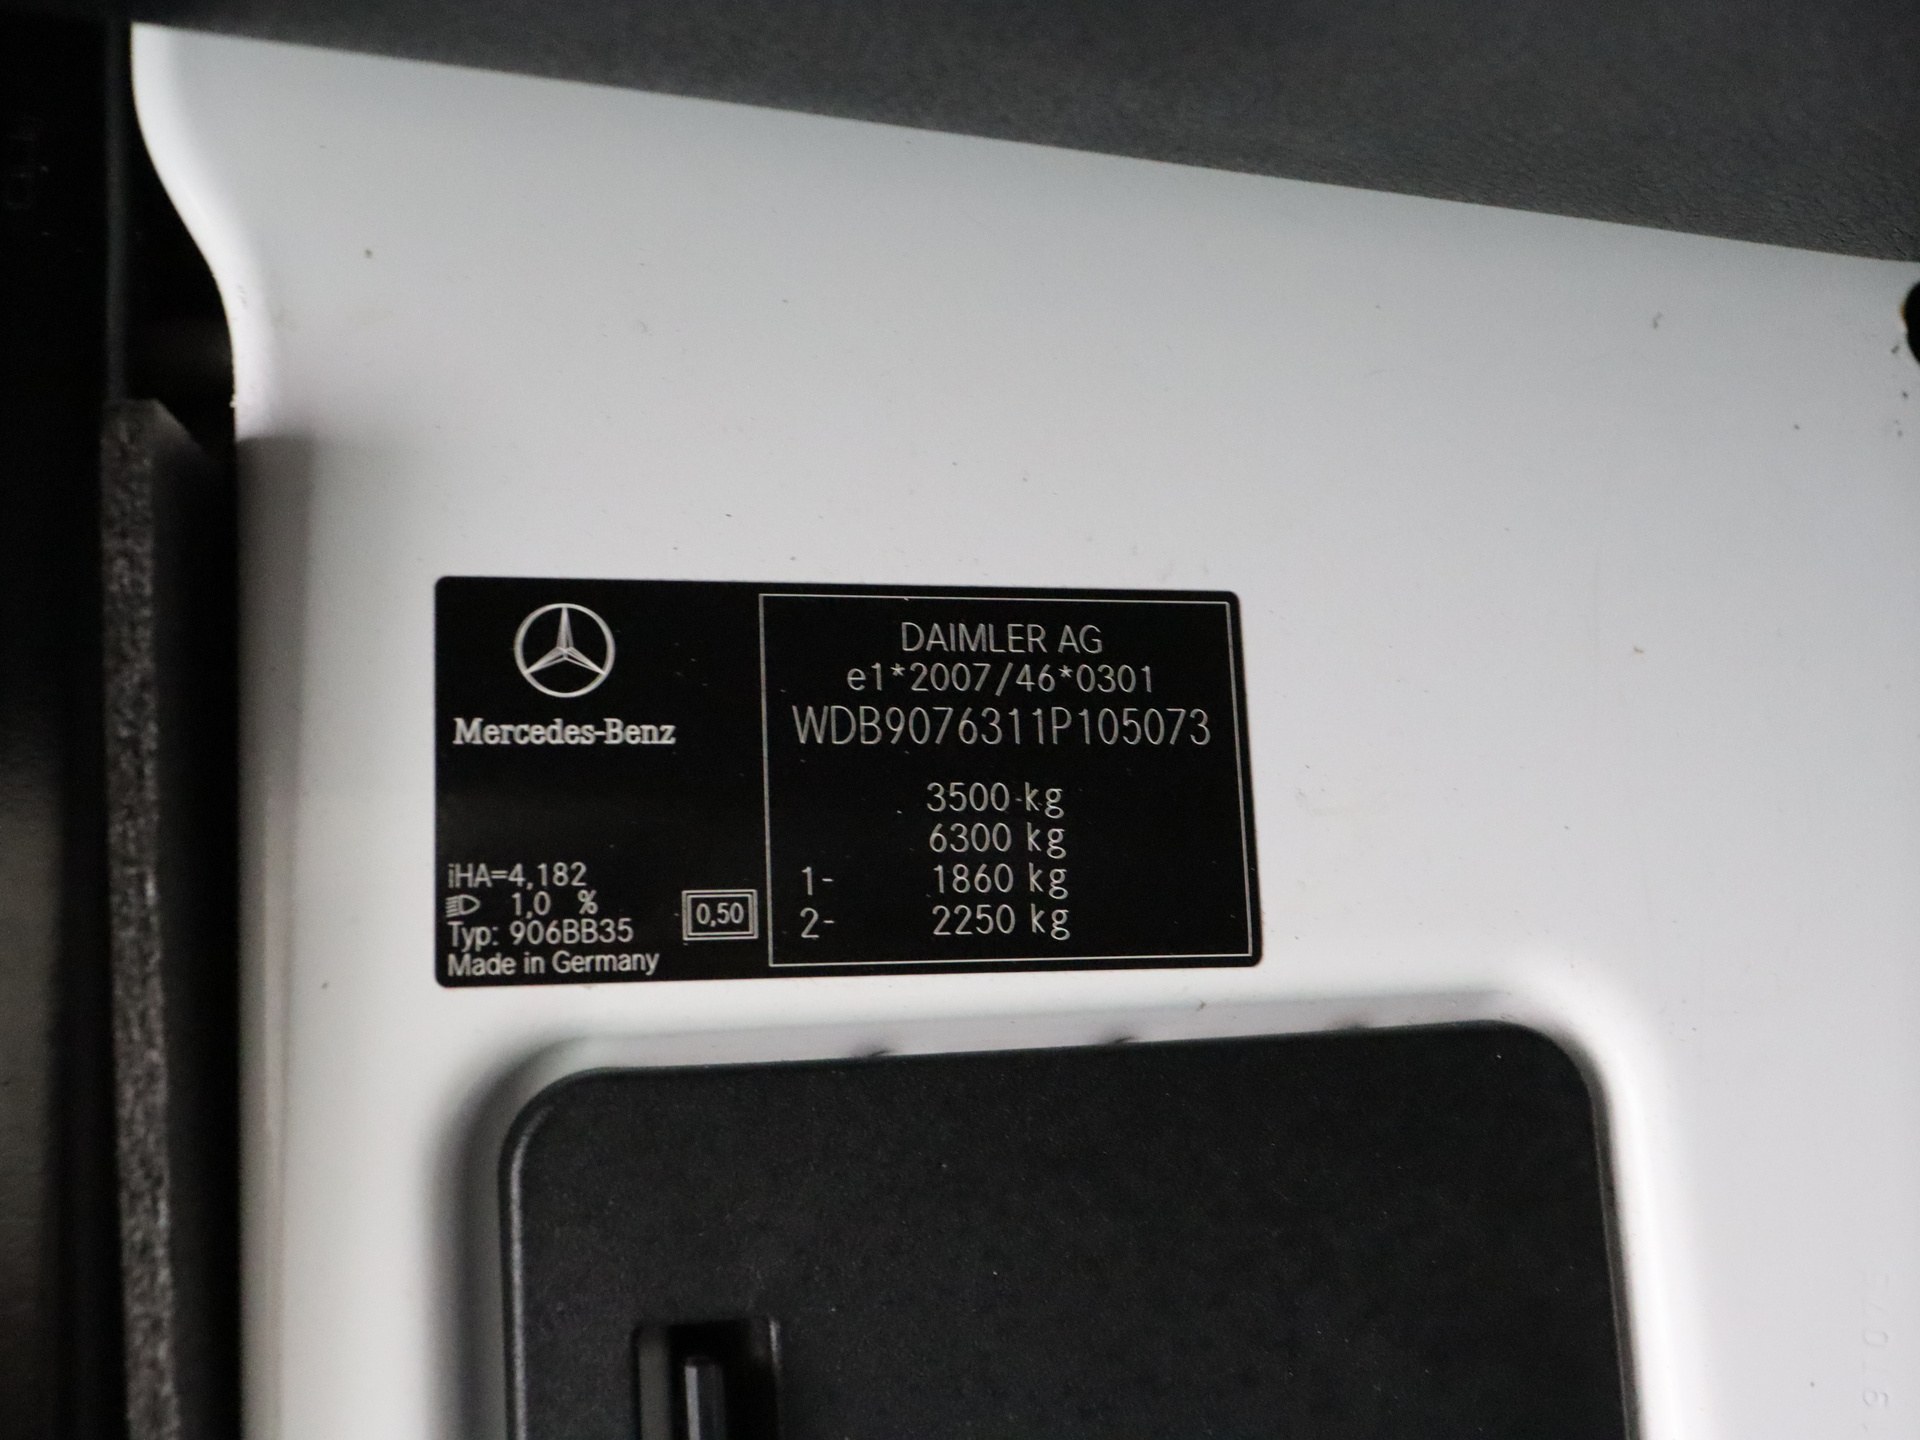 Mercedes-Benz
iHA=4,182
1,0 %
Typ: 906BB35
Made in Germany
0,50
DAIMLER AG
e1*2007/46*0301
WDB9076311P105073
3500 kg
6300 kg
1- 1860 kg
2- 2250 kg